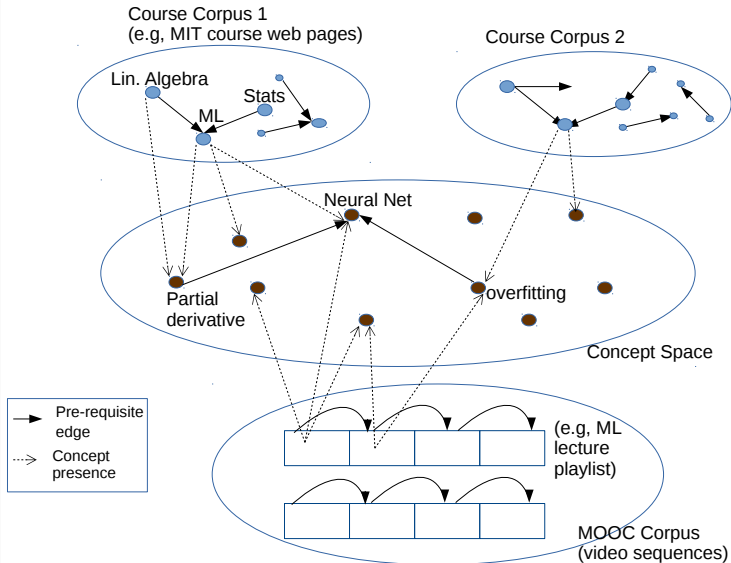 Course Corpus 1
(e.g, MIT course web pages)
Course Corpus 2
Lin. Algebra
Stats
ML
Neural Net
Partial
derivative
overfitting
Concept Space
Pre-requisite
edge
Concept
presence
(e.g, ML
lecture
playlist)
MOOC Corpus
(video sequences)